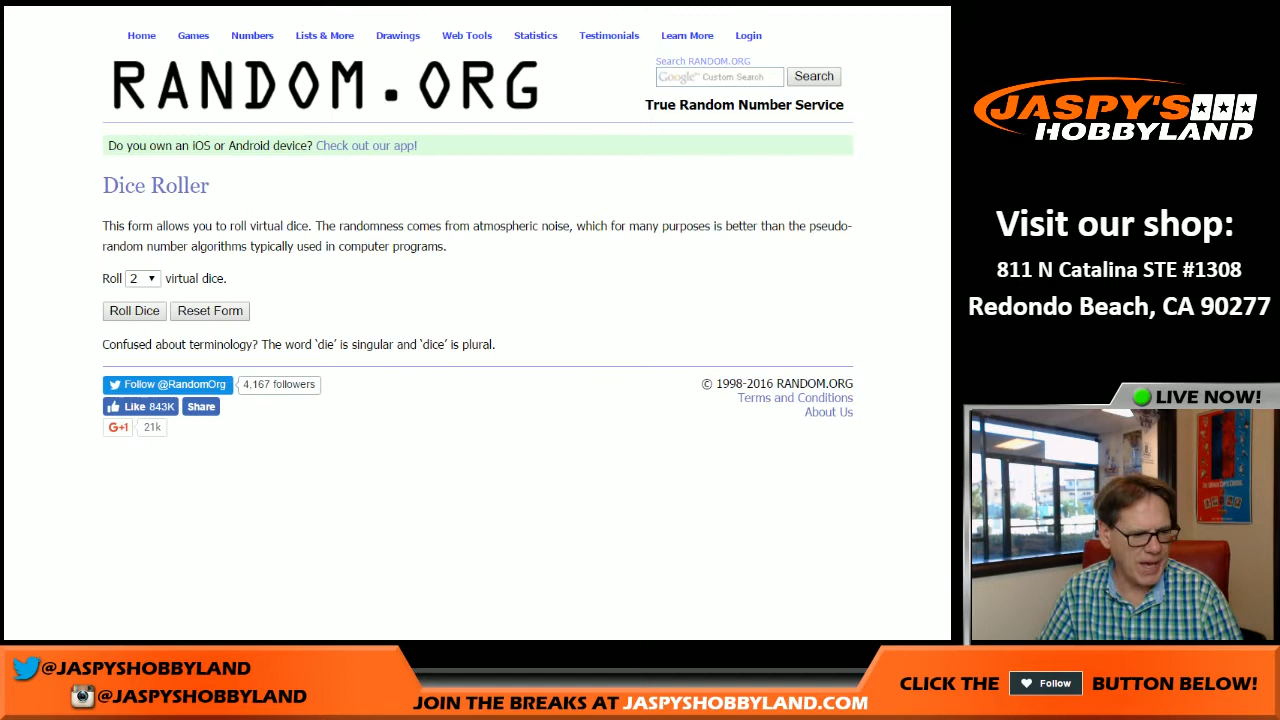 Home Games Numbers Lists & More Drawings Web Tools Statistics Testimonials Learn More Login
RANDOM.ORG
Search RANDOM.ORG
Google™ Custom Search Search
True Random Number Service
Do you own an iOS or Android device? Check out our app!
Dice Roller
This form allows you to roll virtual dice. The randomness comes from atmospheric noise, which for many purposes is better than the pseudo-
random number algorithms typically used in computer programs.
Roll 2 virtual dice.
Roll Dice Reset Form
Confused about terminology? The word ‘die’ is singular and ‘dice’ is plural.
Follow @RandomOrg 4,167 followers
Like 843K Share
G+1 21k
© 1998-2016 RANDOM.ORG
Terms and Conditions
About Us
JASPY'S
HOBBYLAND
Visit our shop:
811 N Catalina STE #1308
Redondo Beach, CA 90277
LIVE NOW!
@JASPYSHOBBYLAND
@JASPYSHOBBYLAND
JOIN THE BREAKS AT JASPYSHOBBYLAND.COM
CLICK THE Follow BUTTON BELOW!